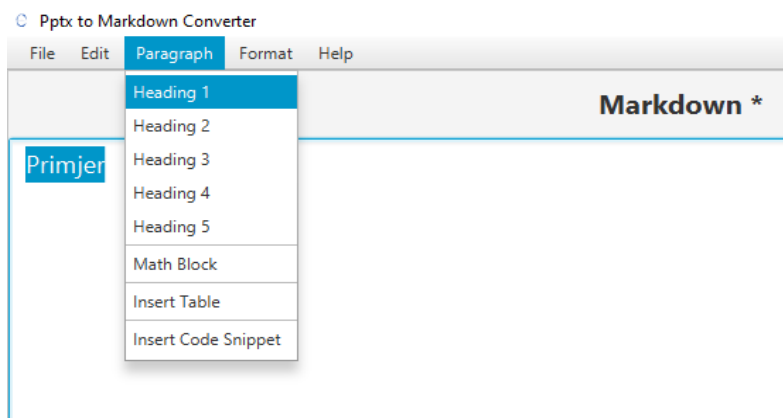 Pptx to Markdown Converter
File Edit Paragraph Format Help
Markdown *
Primjer
Heading 1
Heading 2
Heading 3
Heading 4
Heading 5
Math Block
Insert Table
Insert Code Snippet